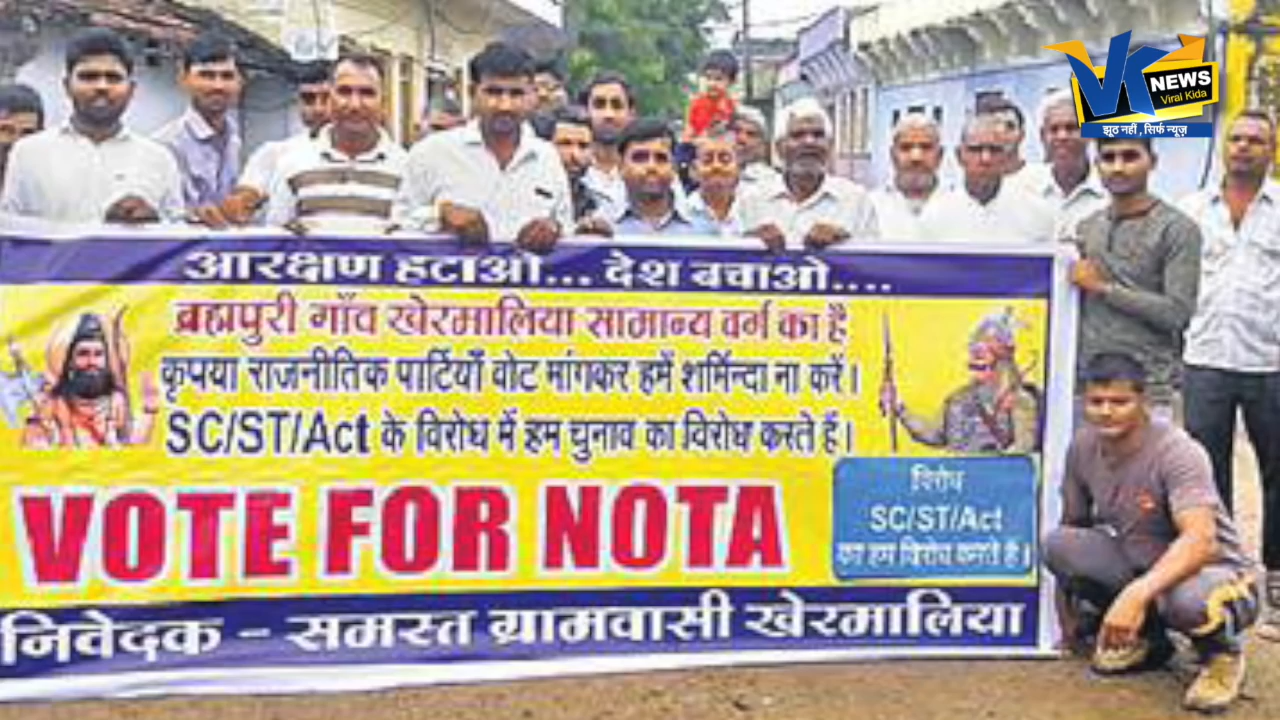 VK NEWS
Viral Kida
झूठ नहीं, सिर्फ न्यूज़
आरक्षण हटाओ... देश बचाओ....
ब्रह्मपुरी गाँव खेरमालिया सामान्य वर्ग का है
कृपया राजनीतिक पार्टियाँ वोट मांगकर हमें शर्मिन्दा ना करें।
SC/ST/Act के विरोध में हम चुनाव का विरोध करते हैं।
VOTE FOR NOTA
विरोध
SC/ST/Act
का हम विरोध करते है।
निवेदक - समस्त ग्रामवासी खेरमालिया